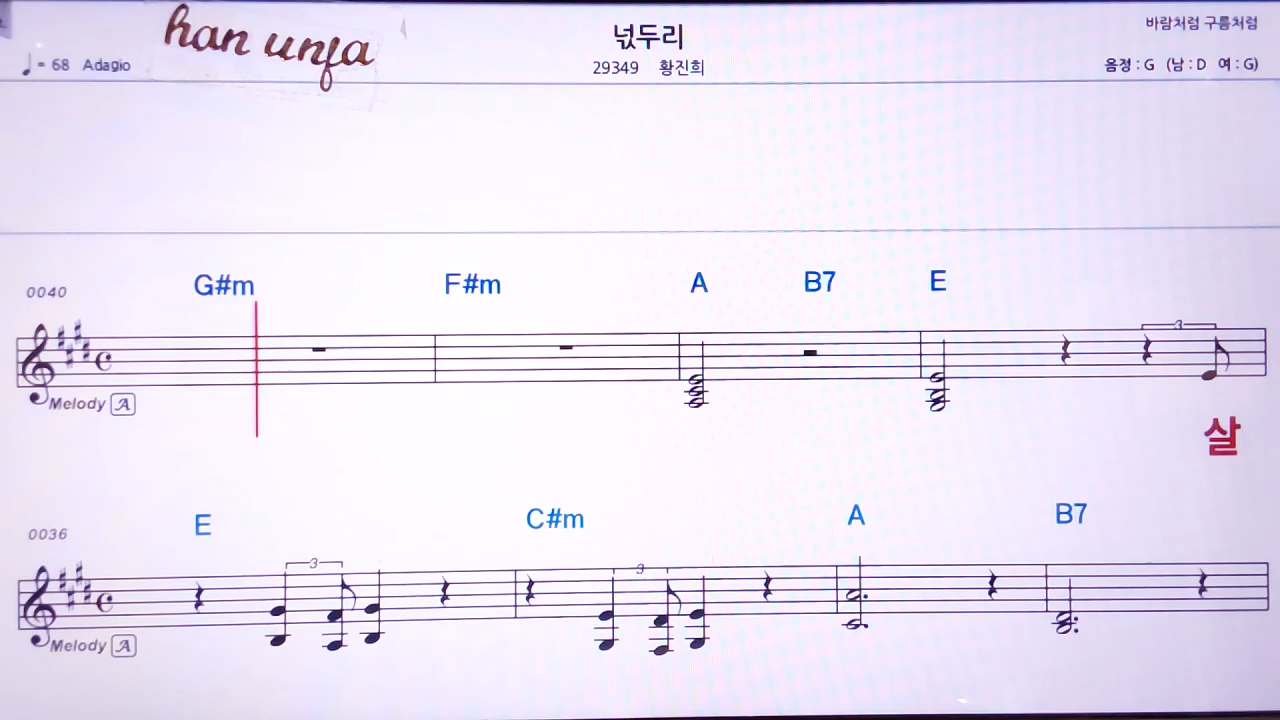 han unfa
넋두리
바람처럼 구름처럼
♩ = 68 Adagio
29349 황진희
음정 : G (남 : D 여 : G)
G#m F#m A B7 E
0040
3
Melody A
살
E C#m A B7
0036
3 3
Melody A